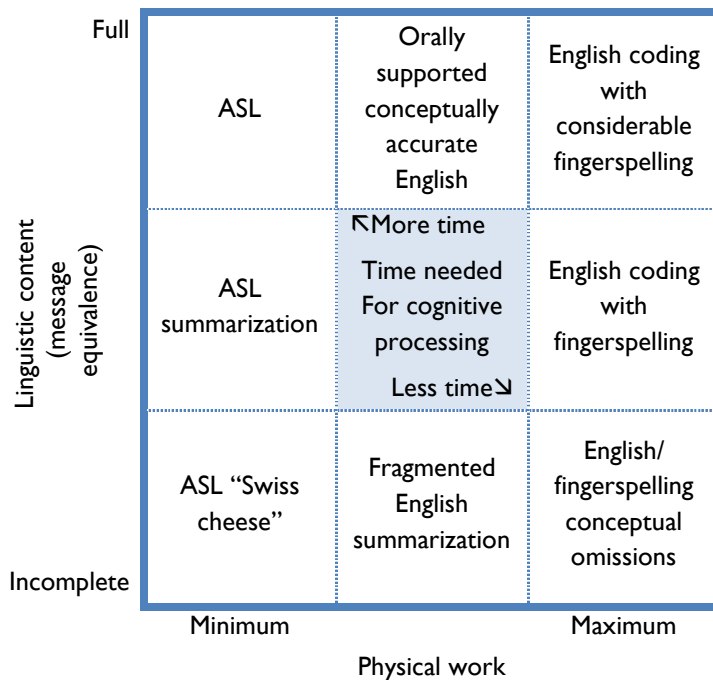 Full
ASL
Orally
supported
conceptually
accurate
English
English coding
with
considerable
fingerspelling
Linguistic content
(message
equivalence)
ASL
summarization
↖More time
Time needed
For cognitive
processing
Less time↘
English coding
with
fingerspelling
ASL “Swiss
cheese”
Fragmented
English
summarization
English/
fingerspelling
conceptual
omissions
Incomplete
Minimum
Maximum
Physical work